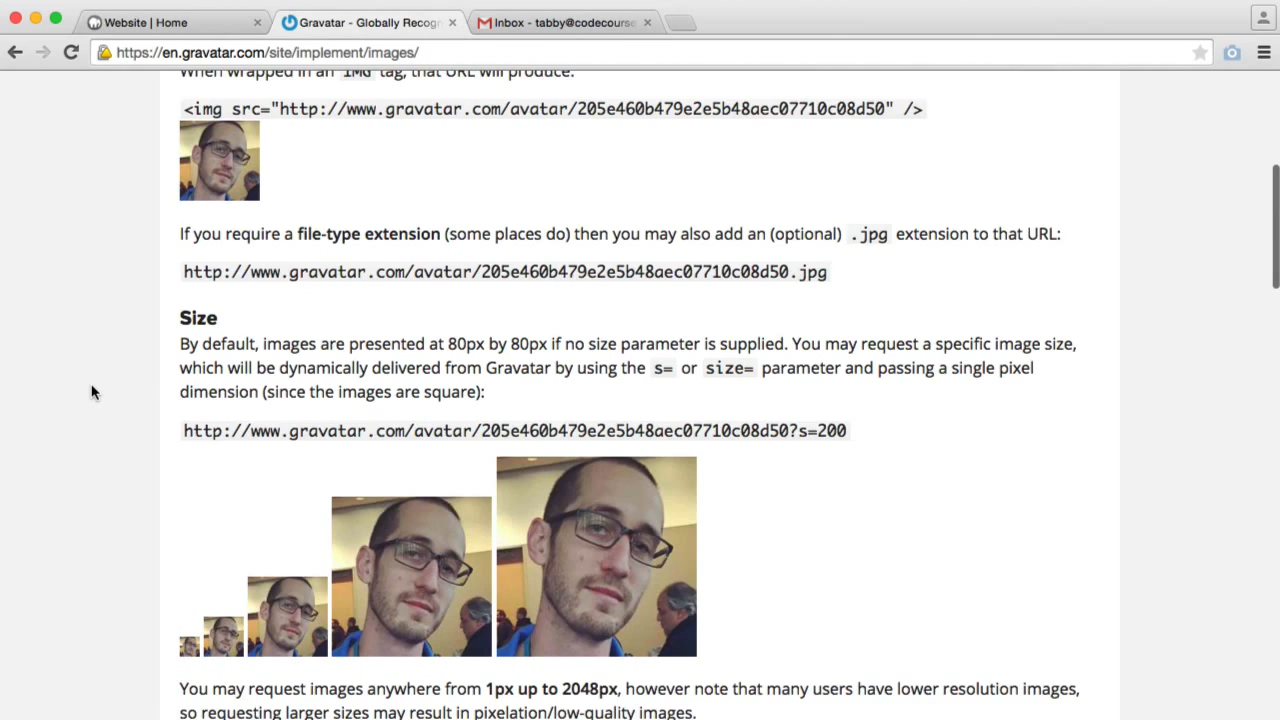 Website | Home
Gravatar - Globally Recogn
Inbox - tabby@codecourse
https://en.gravatar.com/site/implement/images/
When wrapped in an IMG tag, that URL will produce:
<img src="http://www.gravatar.com/avatar/205e460b479e2e5b48aec07710c08d50" />
If you require a file-type extension (some places do) then you may also add an (optional) .jpg extension to that URL:
http://www.gravatar.com/avatar/205e460b479e2e5b48aec07710c08d50.jpg
Size
By default, images are presented at 80px by 80px if no size parameter is supplied. You may request a specific image size,
which will be dynamically delivered from Gravatar by using the s= or size= parameter and passing a single pixel
dimension (since the images are square):
http://www.gravatar.com/avatar/205e460b479e2e5b48aec07710c08d50?s=200
You may request images anywhere from 1px up to 2048px, however note that many users have lower resolution images,
so requesting larger sizes may result in pixelation/low-quality images.